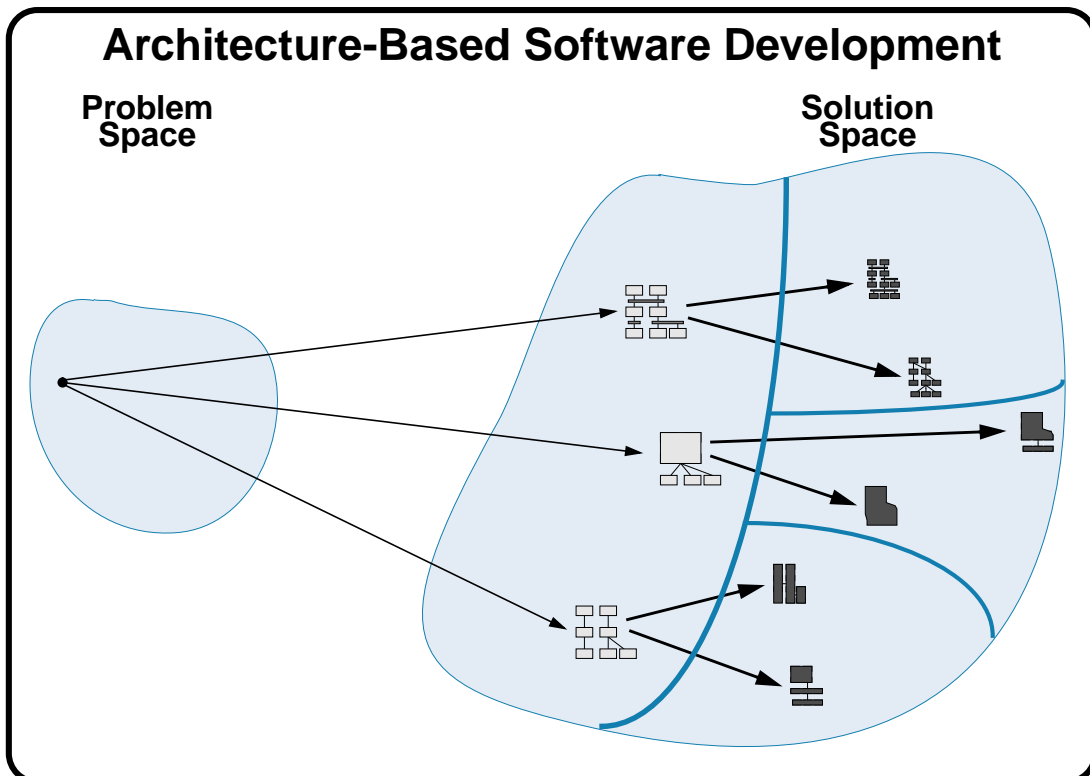 Architecture-Based Software Development
Problem
Space
Solution
Space